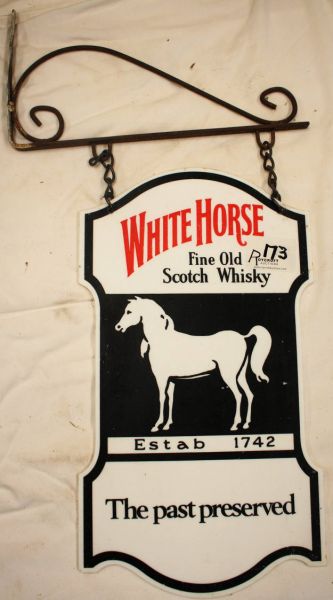 WHITE HORSE
Fine Old
Scotch Whisky
173
Estab 1742
The past preserved